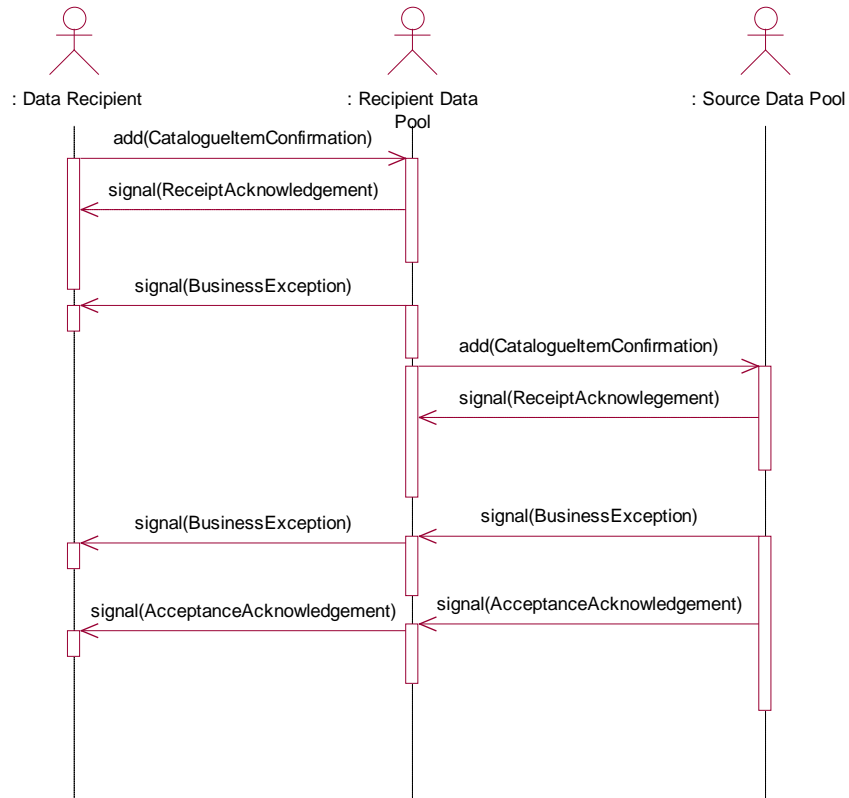 : Data Recipient
: Recipient Data
Pool
: Source Data Pool
add(CatalogueItemConfirmation)
signal(ReceiptAcknowledgement)
signal(BusinessException)
add(CatalogueItemConfirmation)
signal(ReceiptAcknowlegement)
signal(BusinessException)
signal(BusinessException)
signal(AcceptanceAcknowledgement)
signal(AcceptanceAcknowledgement)